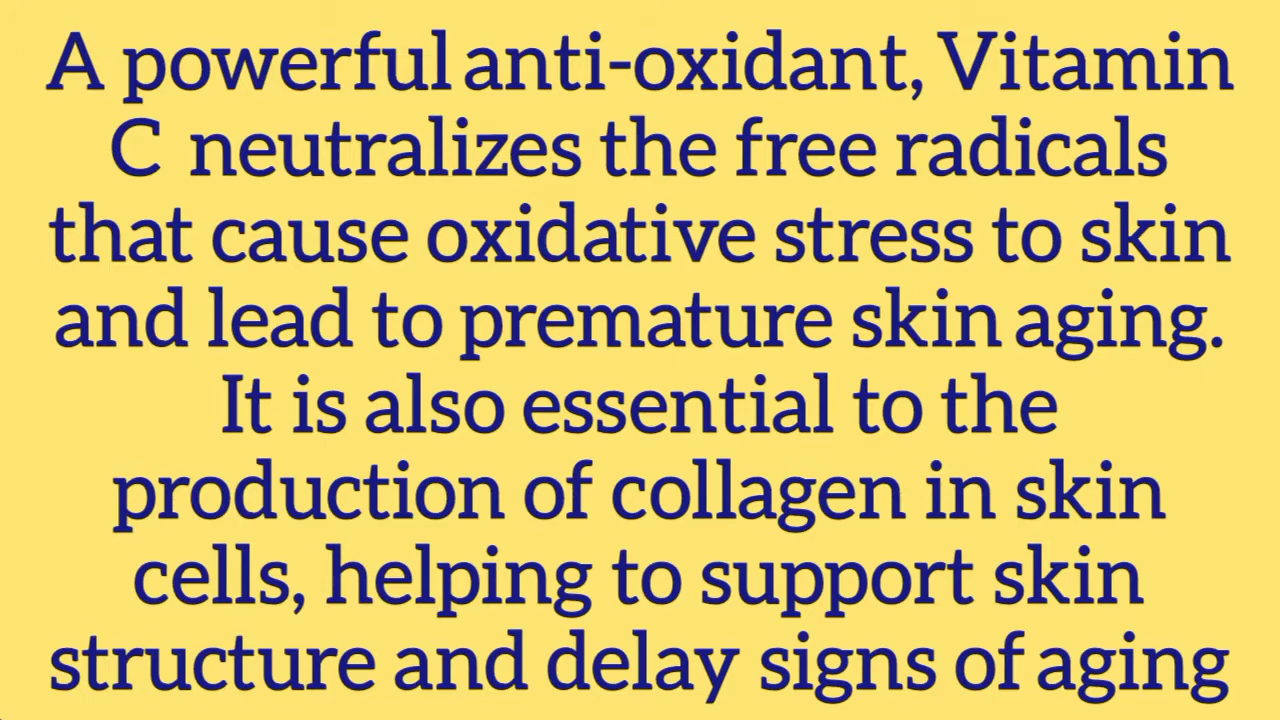 A powerful anti-oxidant, Vitamin
C neutralizes the free radicals
that cause oxidative stress to skin
and lead to premature skin aging.
It is also essential to the
production of collagen in skin
cells, helping to support skin
structure and delay signs of aging